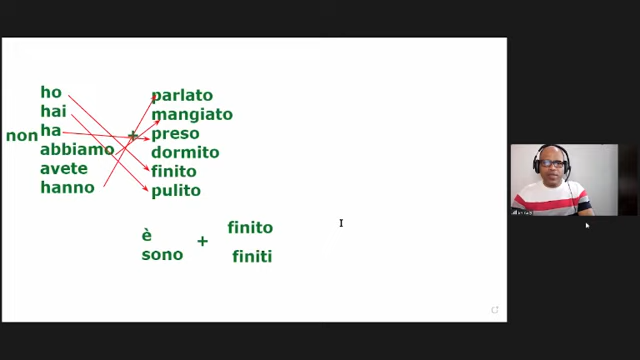 ho
hai
non ha
abbiamo
avete
hanno
+
parlato
mangiato
preso
dormito
finito
pulito
è
sono
+
finito
finiti